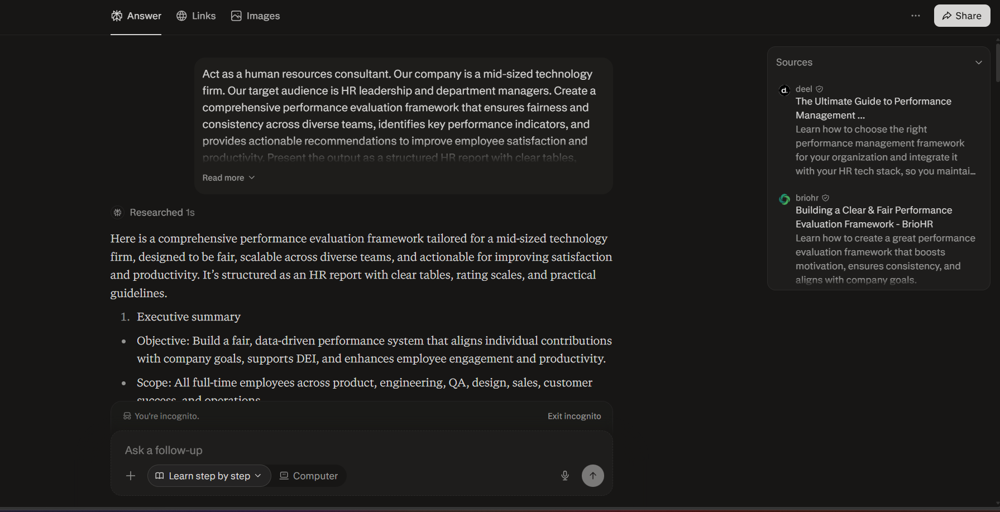 Answer
Links
Images
Share
Act as a human resources consultant. Our company is a mid-sized technology
firm. Our target audience is HR leadership and department managers. Create a
comprehensive performance evaluation framework that ensures fairness and
consistency across diverse teams, identifies key performance indicators, and
provides actionable recommendations to improve employee satisfaction and
productivity. Present the output as a structured HR report with clear tables,
Read more
Researched 1s
Here is a comprehensive performance evaluation framework tailored for a mid-sized technology
firm, designed to be fair, scalable across diverse teams, and actionable for improving satisfaction
and productivity. It’s structured as an HR report with clear tables, rating scales, and practical
guidelines.
1. Executive summary
• Objective: Build a fair, data-driven performance system that aligns individual contributions
with company goals, supports DEI, and enhances employee engagement and productivity.
• Scope: All full-time employees across product, engineering, QA, design, sales, customer
success, and operations
You're incognito.
Exit incognito
Ask a follow-up
Learn step by step
Computer
Sources
d. deel
The Ultimate Guide to Performance
Management ...
Learn how to choose the right
performance management framework
for your organization and integrate it
with your HR tech stack, so you maintai...
briohr
Building a Clear & Fair Performance
Evaluation Framework - BrioHR
Learn how to create a great performance
evaluation framework that boosts
motivation, ensures consistency, and
aligns with company goals.